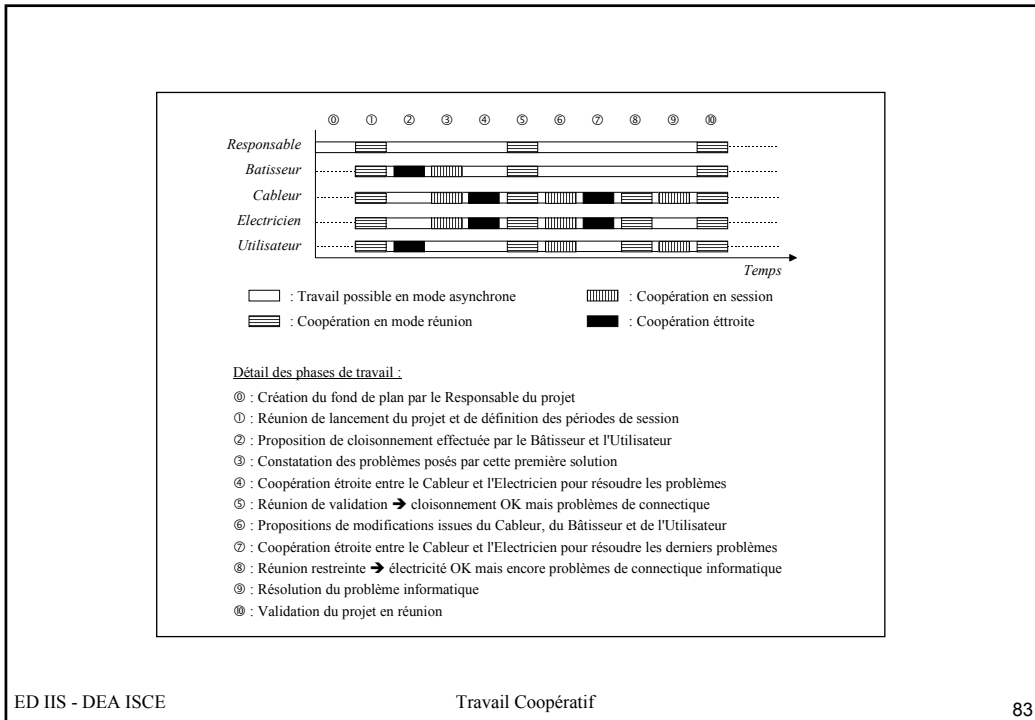 ⓪ ① ② ③ ④ ⑤ ⑥ ⑦ ⑧ ⑨ ⑩
Responsable
Batisseur
Cableur
Electricien
Utilisateur
Temps
: Travail possible en mode asynchrone : Coopération en session
: Coopération en mode réunion : Coopération éttroite
Détail des phases de travail :
⓪ : Création du fond de plan par le Responsable du projet
① : Réunion de lancement du projet et de définition des périodes de session
② : Proposition de cloisonnement effectuée par le Bâtisseur et l'Utilisateur
③ : Constatation des problèmes posés par cette première solution
④ : Coopération étroite entre le Cableur et l'Electricien pour résoudre les problèmes
⑤ : Réunion de validation ➔ cloisonnement OK mais problèmes de connectique
⑥ : Propositions de modifications issues du Cableur, du Bâtisseur et de l'Utilisateur
⑦ : Coopération étroite entre le Cableur et l'Electricien pour résoudre les derniers problèmes
⑧ : Réunion restreinte ➔ électricité OK mais encore problèmes de connectique informatique
⑨ : Résolution du problème informatique
⑩ : Validation du projet en réunion
ED IIS - DEA ISCE Travail Coopératif 83